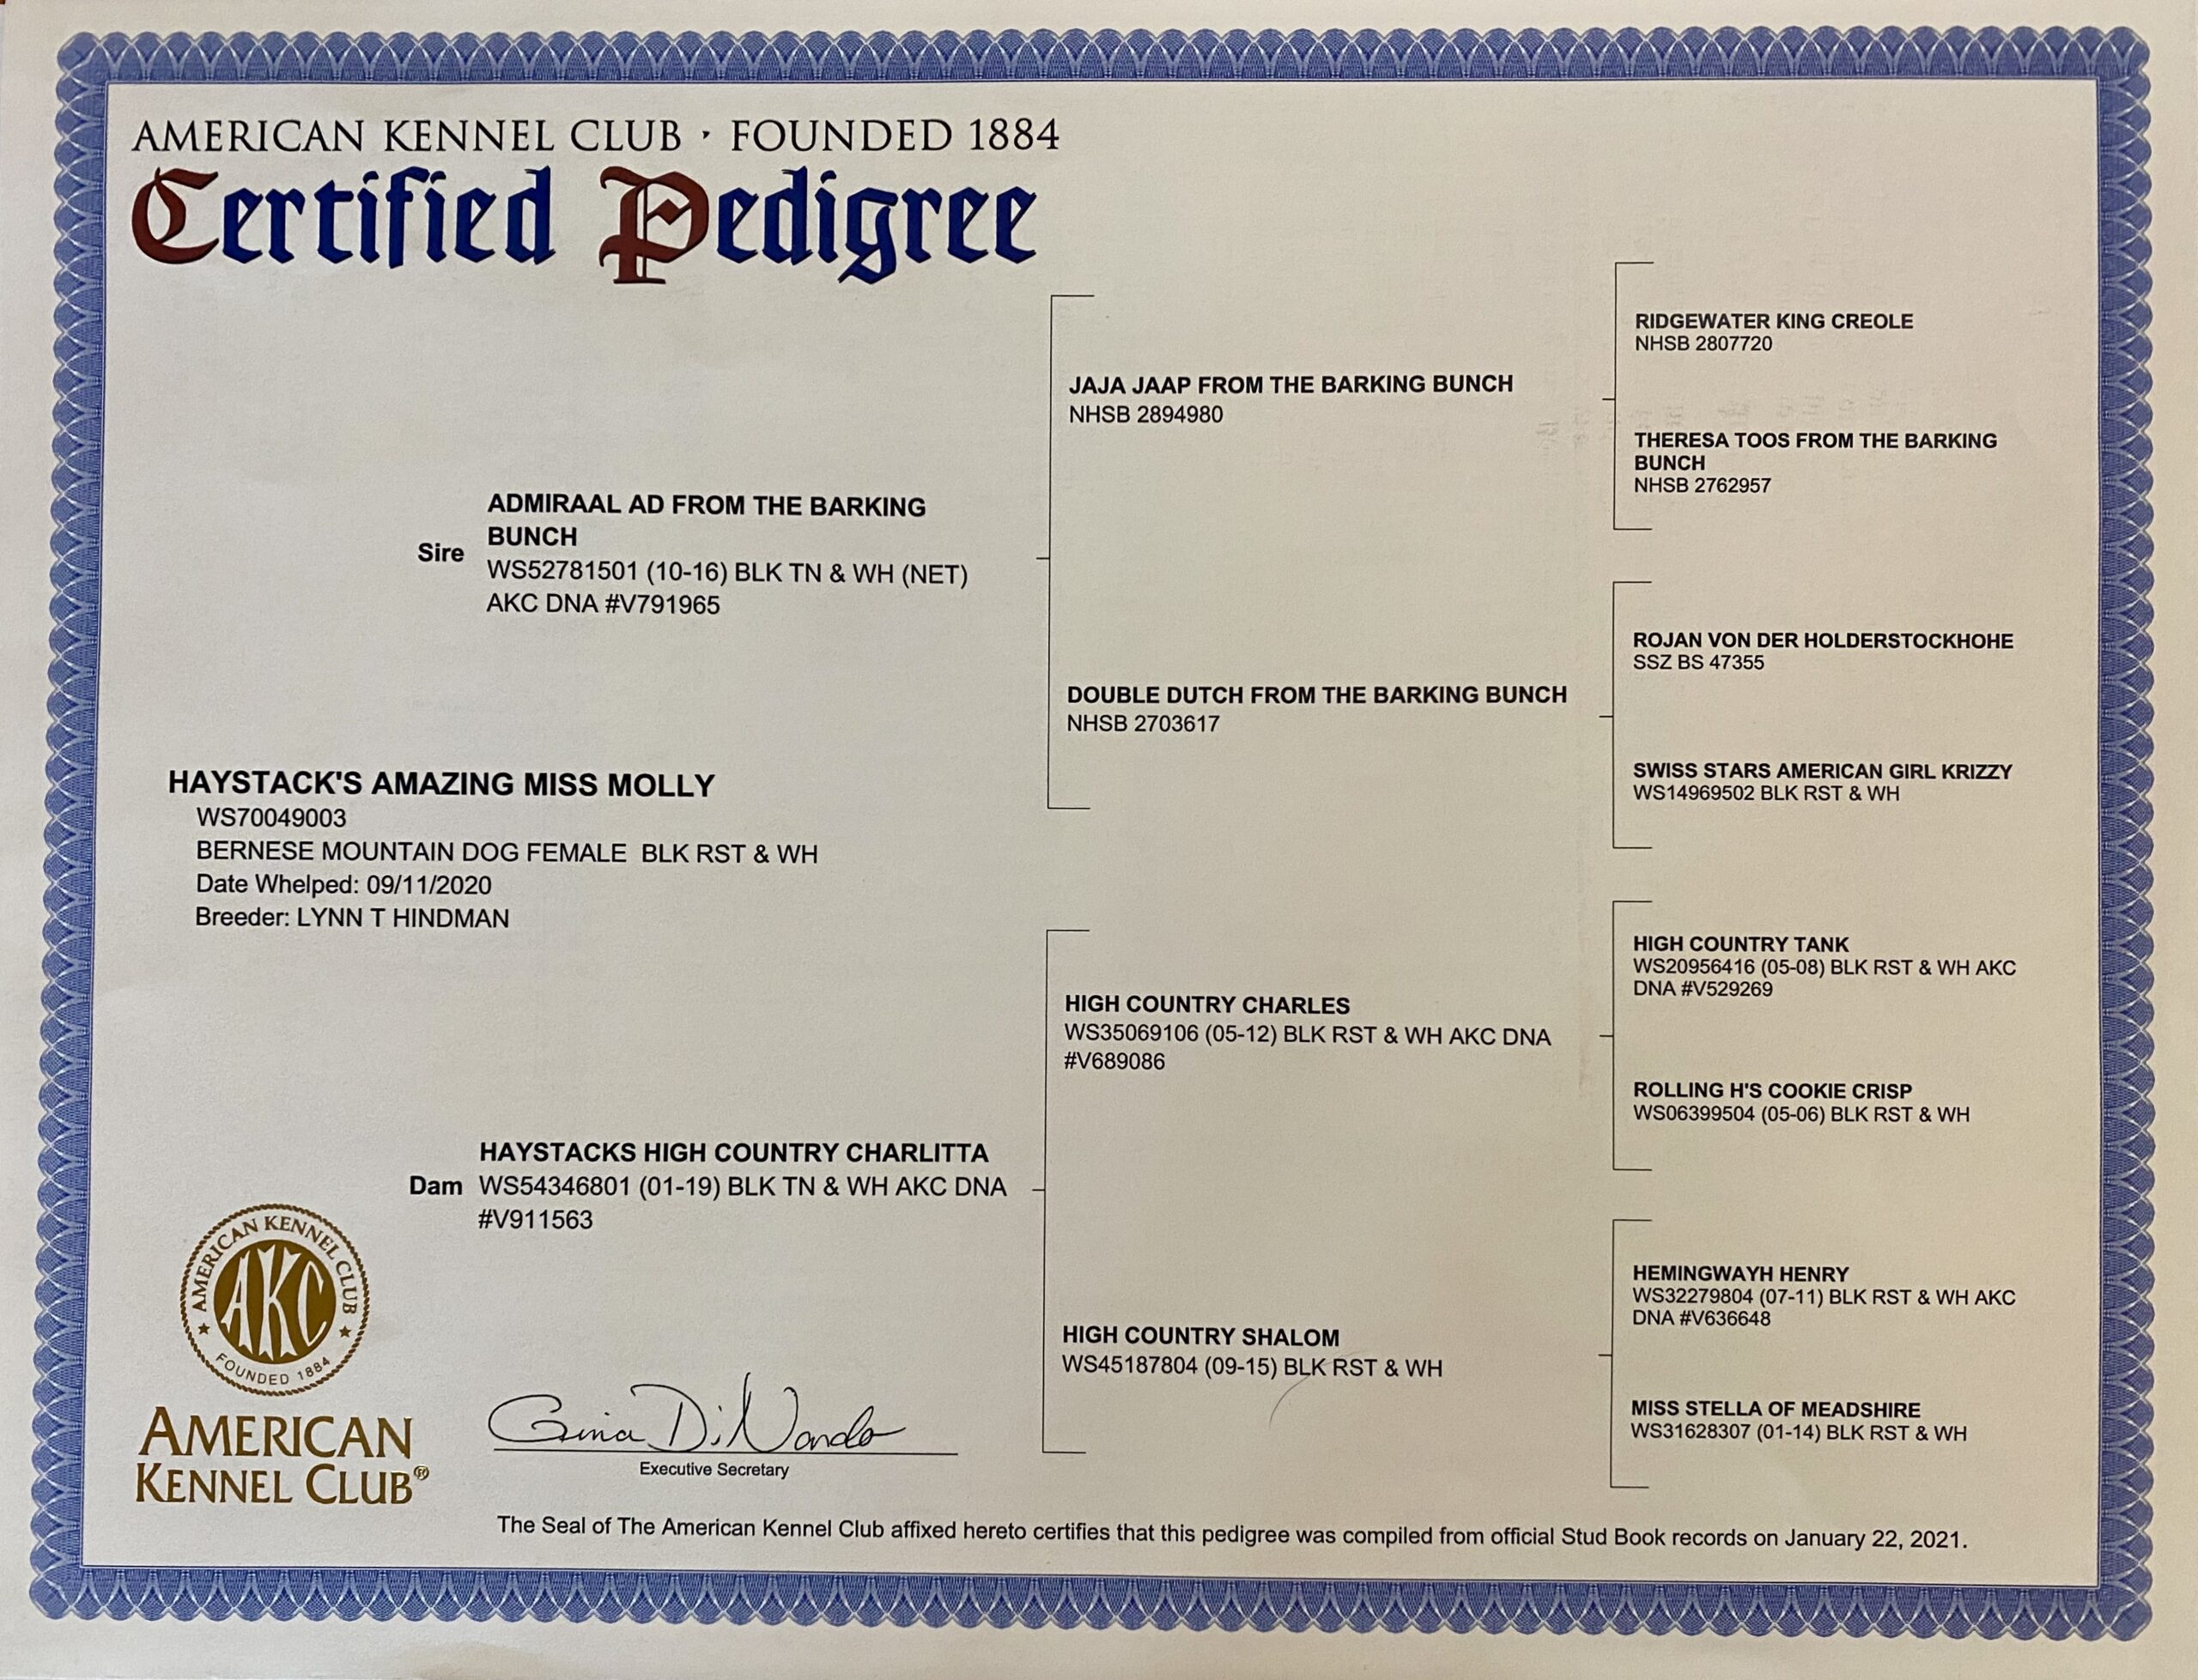 AMERICAN KENNEL CLUB · FOUNDED 1884
Certified Pedigree
RIDGEWATER KING CREOLE
NHSB 2807720
JAJA JAAP FROM THE BARKING BUNCH
NHSB 2894980
THERESA TOOS FROM THE BARKING
BUNCH
NHSB 2762957
ADMIRAAL AD FROM THE BARKING
BUNCH
Sire
WS52781501 (10-16) BLK TN & WH (NET)
AKC DNA #V791965
ROJAN VON DER HOLDERSTOCKHOHE
SSZ BS 47355
DOUBLE DUTCH FROM THE BARKING BUNCH
NHSB 2703617
SWISS STARS AMERICAN GIRL KRIZZY
WS14969502 BLK RST & WH
HAYSTACK'S AMAZING MISS MOLLY
WS70049003
BERNESE MOUNTAIN DOG FEMALE BLK RST & WH
Date Whelped: 09/11/2020
Breeder: LYNN T HINDMAN
HIGH COUNTRY TANK
WS20956416 (05-08) BLK RST & WH AKC
DNA #V529269
HIGH COUNTRY CHARLES
WS35069106 (05-12) BLK RST & WH AKC DNA
#V689086
ROLLING H'S COOKIE CRISP
WS06399504 (05-06) BLK RST & WH
HAYSTACKS HIGH COUNTRY CHARLITTA
Dam
WS54346801 (01-19) BLK TN & WH AKC DNA
#V911563
HEMINGWAYH HENRY
WS32279804 (07-11) BLK RST & WH AKC
DNA #V636648
HIGH COUNTRY SHALOM
WS45187804 (09-15) BLK RST & WH
MISS STELLA OF MEADSHIRE
WS31628307 (01-14) BLK RST & WH
AMERICAN KENNEL CLUB
AKC
FOUNDED 1884
AMERICAN
KENNEL CLUB®
Gina DiNardo
Executive Secretary
The Seal of The American Kennel Club affixed hereto certifies that this pedigree was compiled from official Stud Book records on January 22, 2021.